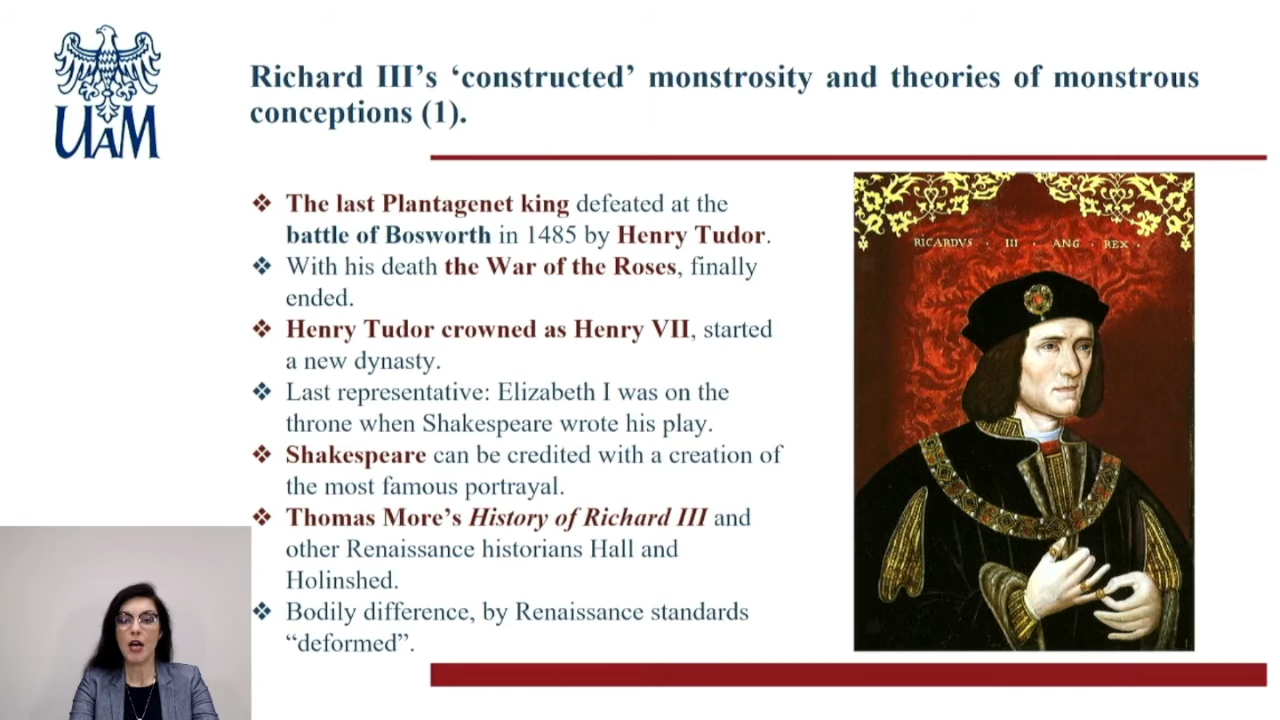 UAM
Richard III's ‘constructed’ monstrosity and theories of monstrous
conceptions (1).
❖ The last Plantagenet king defeated at the
battle of Bosworth in 1485 by Henry Tudor.
❖ With his death the War of the Roses, finally
ended.
❖ Henry Tudor crowned as Henry VII, started
a new dynasty.
❖ Last representative: Elizabeth I was on the
throne when Shakespeare wrote his play.
❖ Shakespeare can be credited with a creation of
the most famous portrayal.
❖ Thomas More's History of Richard III and
other Renaissance historians Hall and
Holinshed.
❖ Bodily difference, by Renaissance standards
“deformed”.
RICARDVS · III · ANG · REX ·